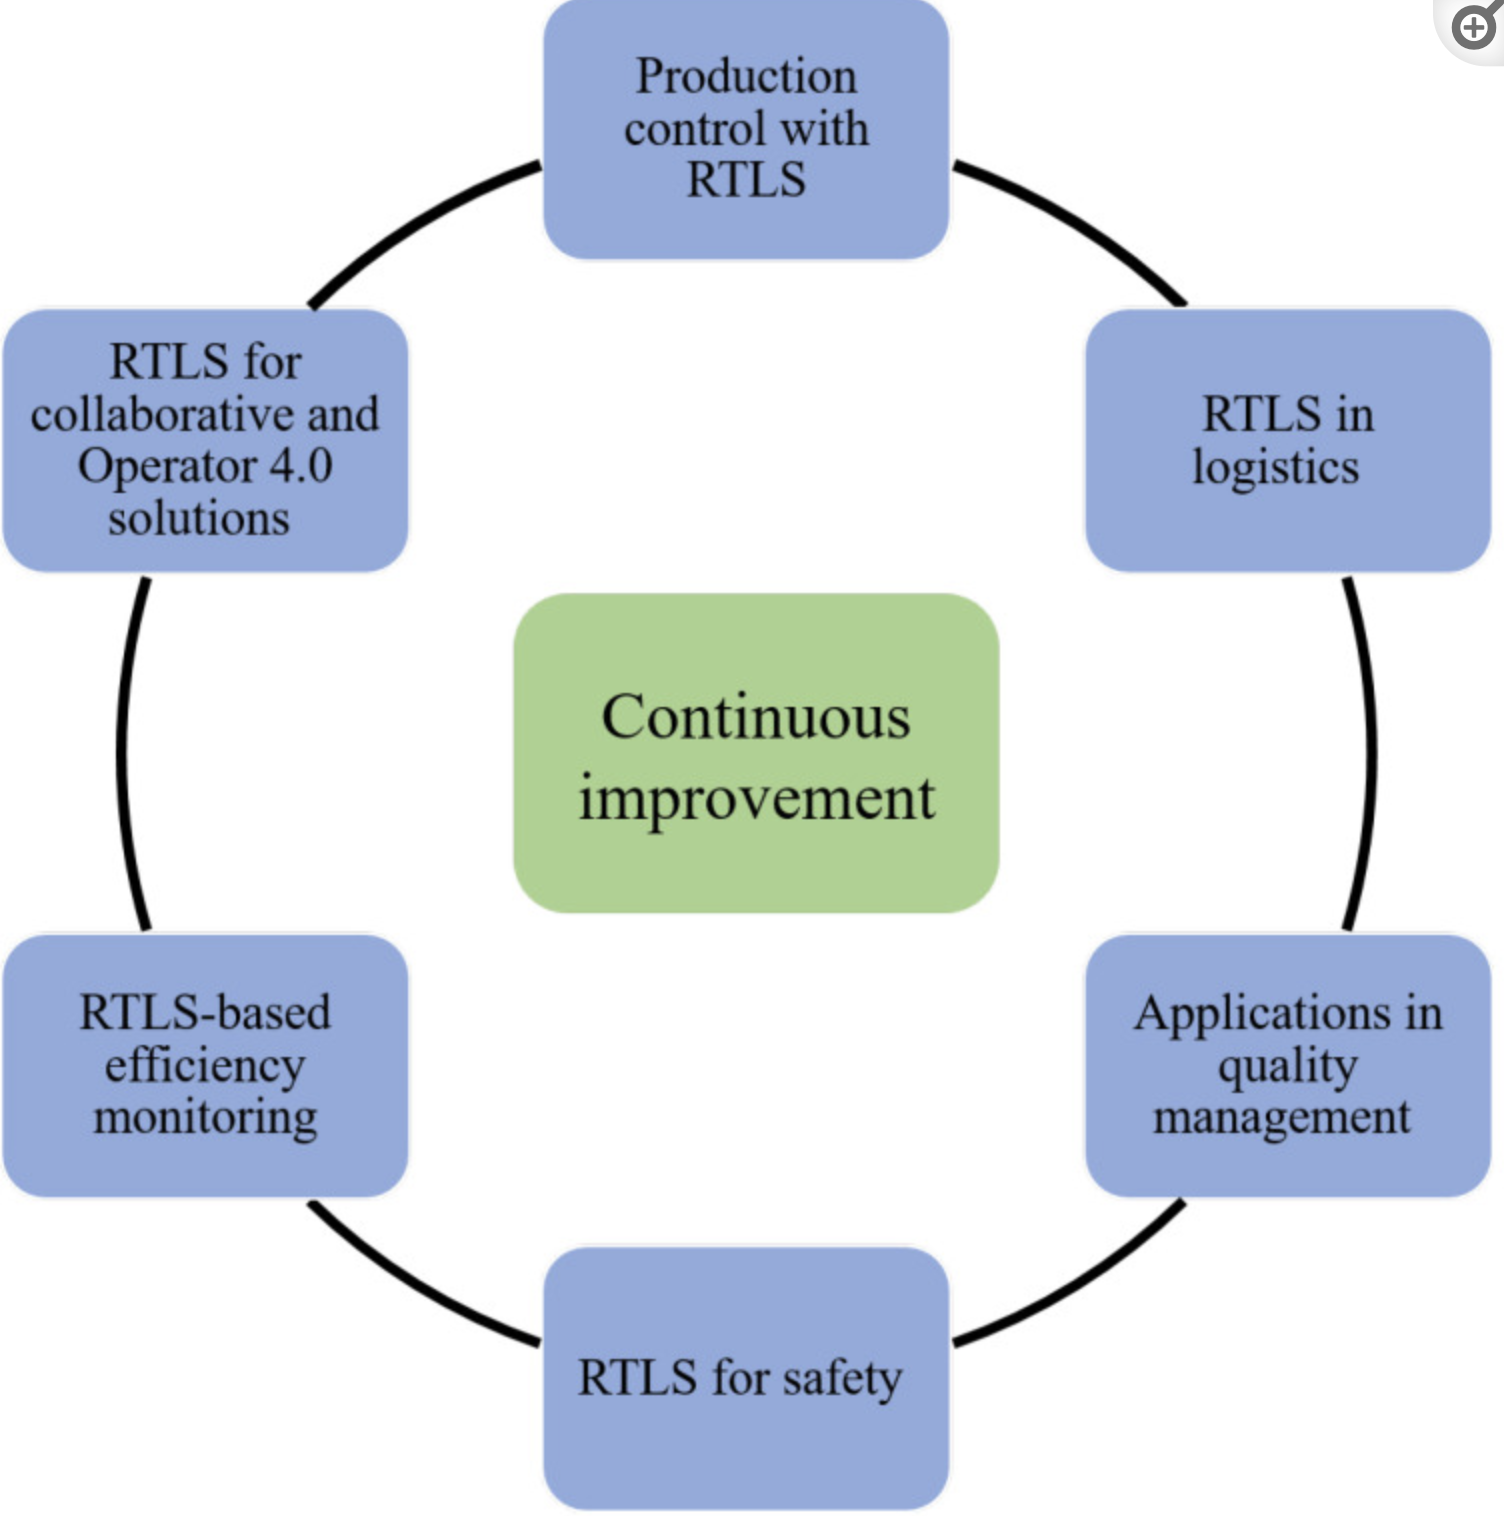 Production
control with
RTLS
RTLS in
logistics
Applications in
quality
management
RTLS for safety
RTLS-based
efficiency
monitoring
RTLS for
collaborative and
Operator 4.0
solutions
Continuous
improvement